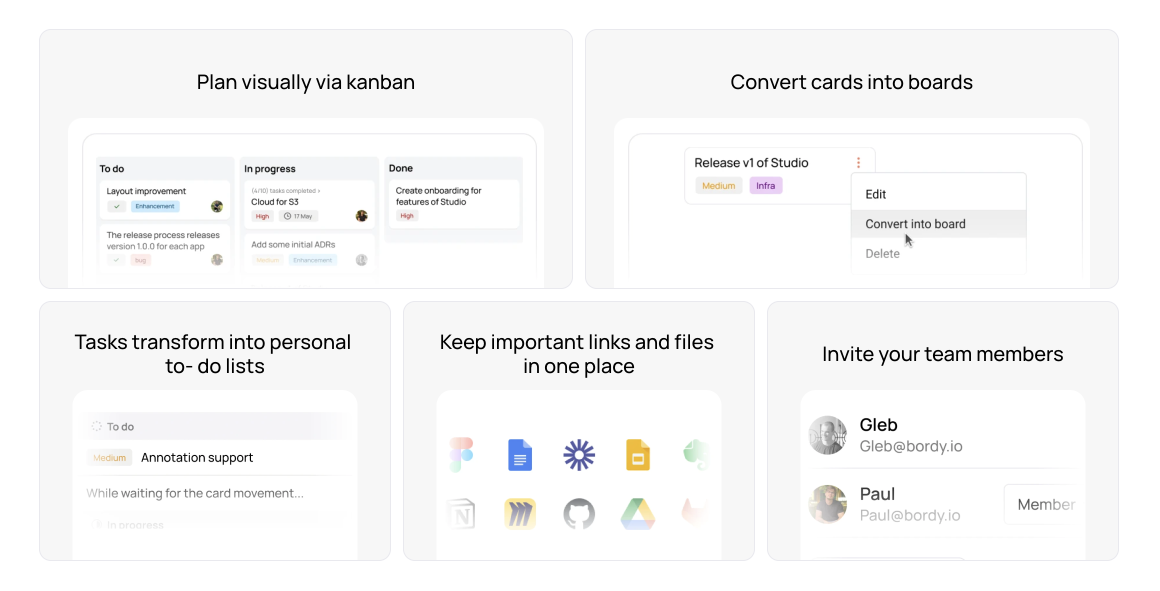 Plan visually via kanban
To do
Layout improvement
Enhancement
The release process releases
version 1.0.0 for each app
bug
In progress
(4/10) tasks completed >
Cloud for S3
High
17 May
Add some initial ADRs
Medium
Enhancement
Done
Create onboarding for
features of Studio
High
Convert cards into boards
Release v1 of Studio
Medium
Infra
Edit
Convert into board
Delete
Tasks transform into personal
to- do lists
To do
Medium
Annotation support
While waiting for the card movement...
In progress
Keep important links and files
in one place
Invite your team members
Gleb
Gleb@bordy.io
Paul
Paul@bordy.io
Member